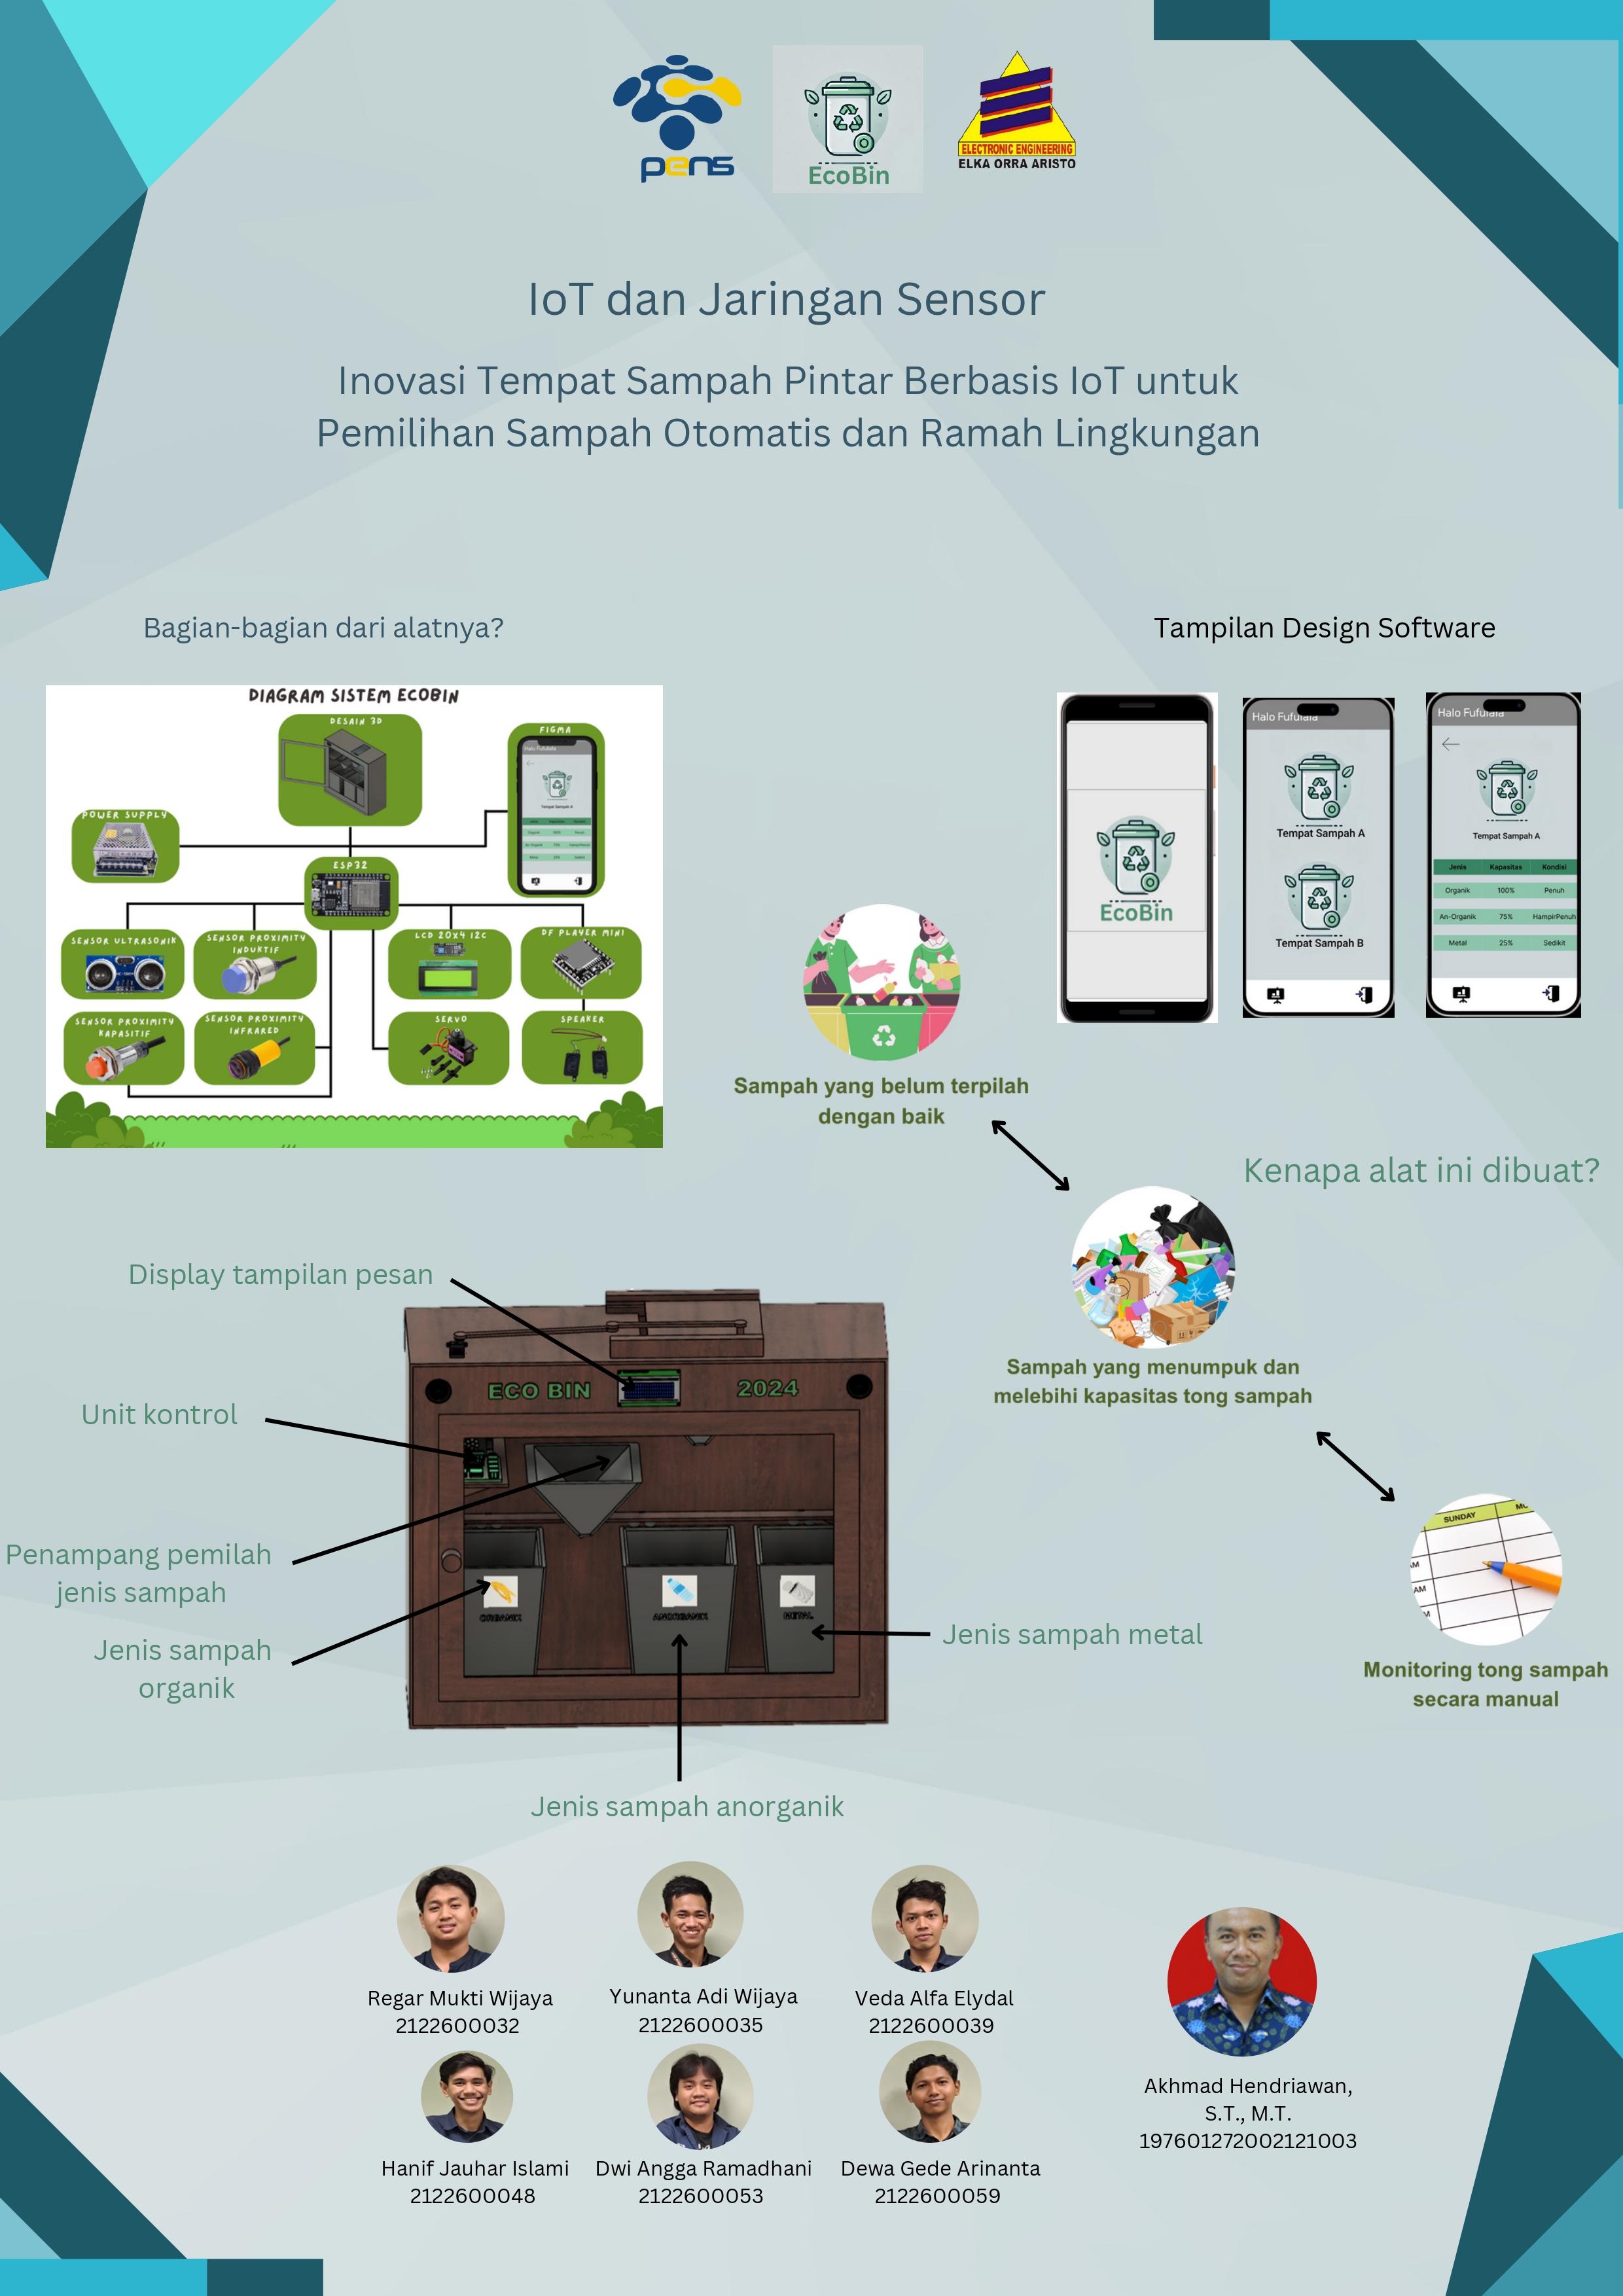 pens
EcoBin
ELECTRONIC ENGINEERING
ELKA ORRA ARISTO
IoT dan Jaringan Sensor
Inovasi Tempat Sampah Pintar Berbasis IoT untuk
Pemilihan Sampah Otomatis dan Ramah Lingkungan
Bagian-bagian dari alatnya?
DIAGRAM SISTEM ECOBIN
DESAIN 3D
FIGMA
Halo Fufufafa
Tempat Sampah A
POWER SUPPLY
ESP32
SENSOR ULTRASONIK
SENSOR PROXIMITY
INDUKTIF
LCD 20X4 I2C
DF PLAYER MINI
SENSOR PROXIMITY
KAPASITIF
SENSOR PROXIMITY
INFRARED
SERVO
SPEAKER
Tampilan Design Software
EcoBin
Halo Fufufafa
Tempat Sampah A
Tempat Sampah B
Halo Fufufafa
Tempat Sampah A
Jenis Kapasitas Kondisi
Organik 100% Penuh
An-Organik 75% HampirPenuh
Metal 25% Sedikit
Sampah yang belum terpilah
dengan baik
Kenapa alat ini dibuat?
Sampah yang menumpuk dan
melebihi kapasitas tong sampah
SUNDAY
AM
Monitoring tong sampah
secara manual
Display tampilan pesan
Unit kontrol
Penampang pemilah
jenis sampah
Jenis sampah
organik
ECO BIN
2024
ORGANIK
ANORGANIK
METAL
Jenis sampah metal
Jenis sampah anorganik
Regar Mukti Wijaya
2122600032
Yunanta Adi Wijaya
2122600035
Veda Alfa Elydal
2122600039
Hanif Jauhar Islami
2122600048
Dwi Angga Ramadhani
2122600053
Dewa Gede Arinanta
2122600059
Akhmad Hendriawan,
S.T., M.T.
197601272002121003